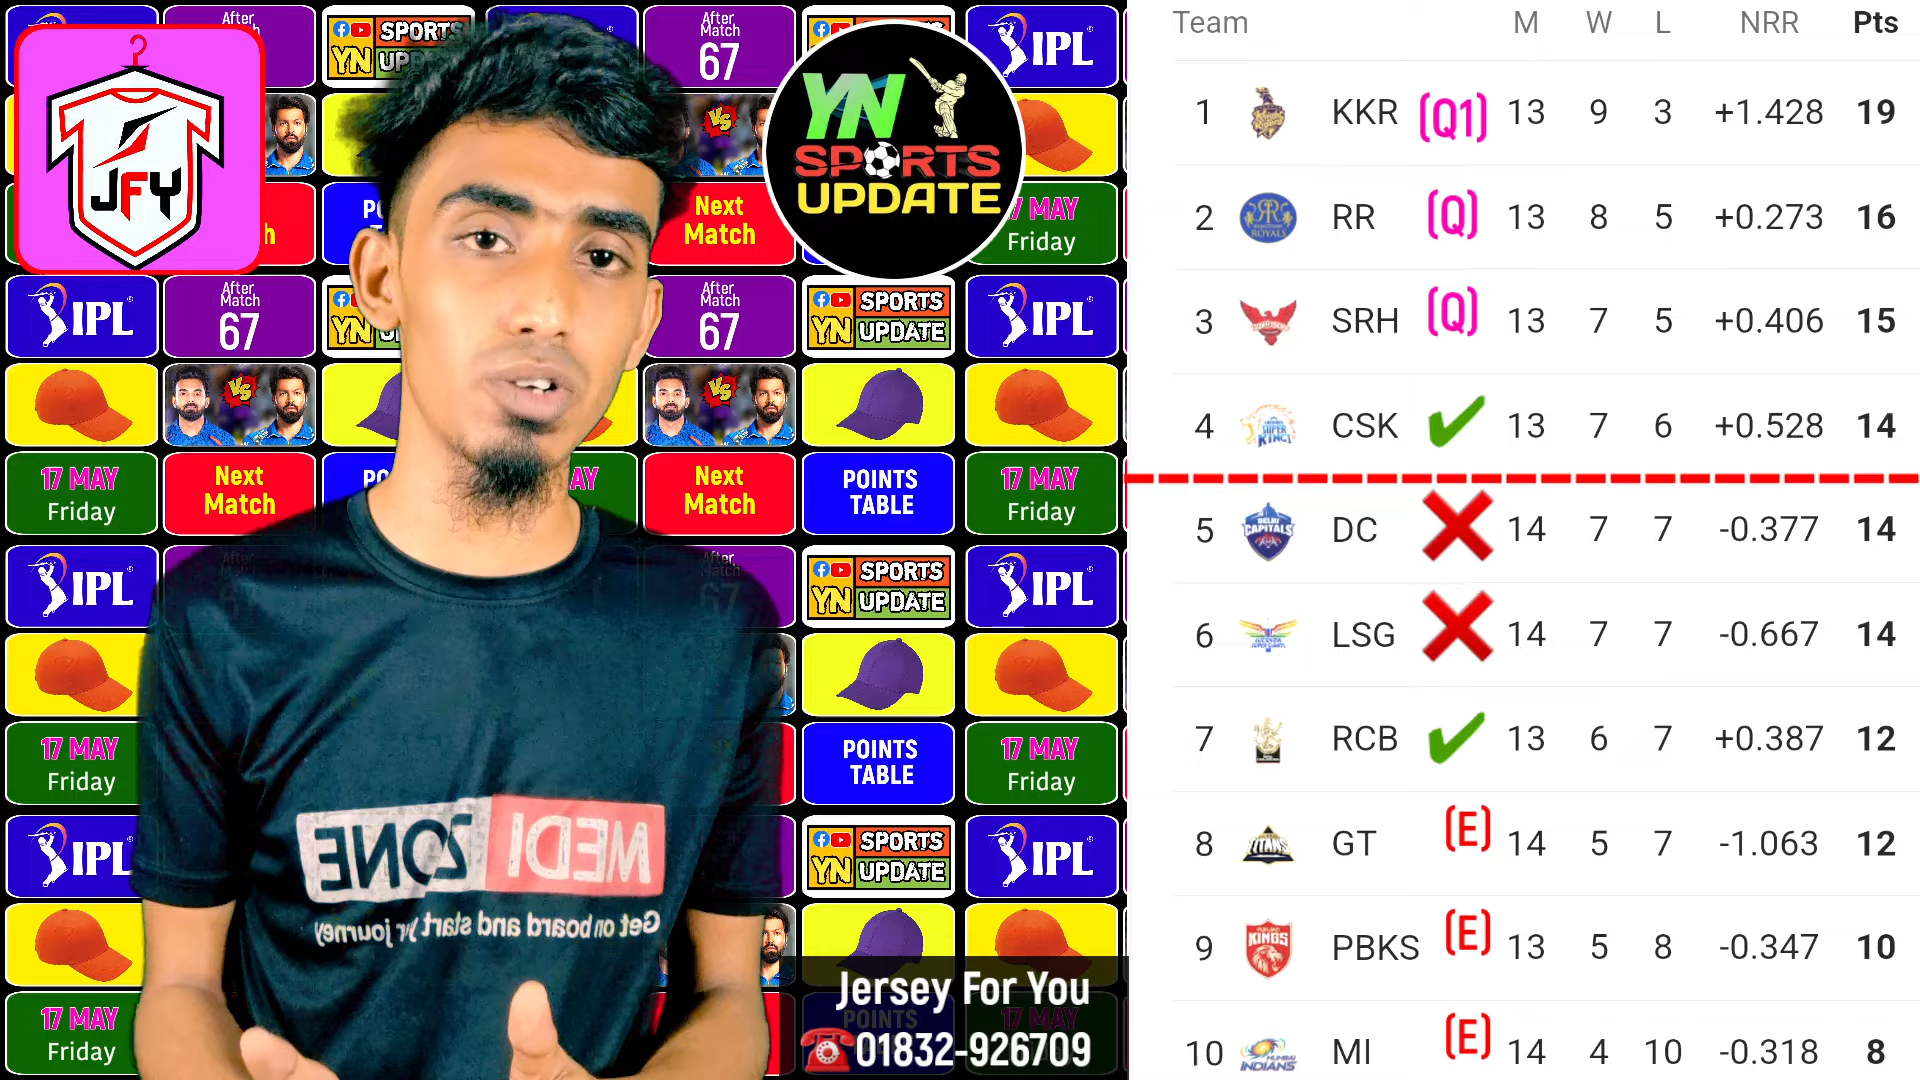 Team M W L NRR Pts
1 KKR (Q1) 13 9 3 +1.428 19
2 RR (Q) 13 8 5 +0.273 16
3 SRH (Q) 13 7 5 +0.406 15
4 CSK 13 7 6 +0.528 14
5 DC 14 7 7 -0.377 14
6 LSG 14 7 7 -0.667 14
7 RCB 13 6 7 +0.387 12
8 GT (E) 14 5 7 -1.063 12
9 PBKS (E) 13 5 8 -0.347 10
10 MI (E) 14 4 10 -0.318 8
JFY
YN
SPORTS
UPDATE
After
Match
67
IPL
Next
Match
17 MAY
Friday
POINTS
TABLE
VS
YN SPORTS UPDATE
MEDI ZONE
Get on board and start yr journey
Jersey For You
01832-926709